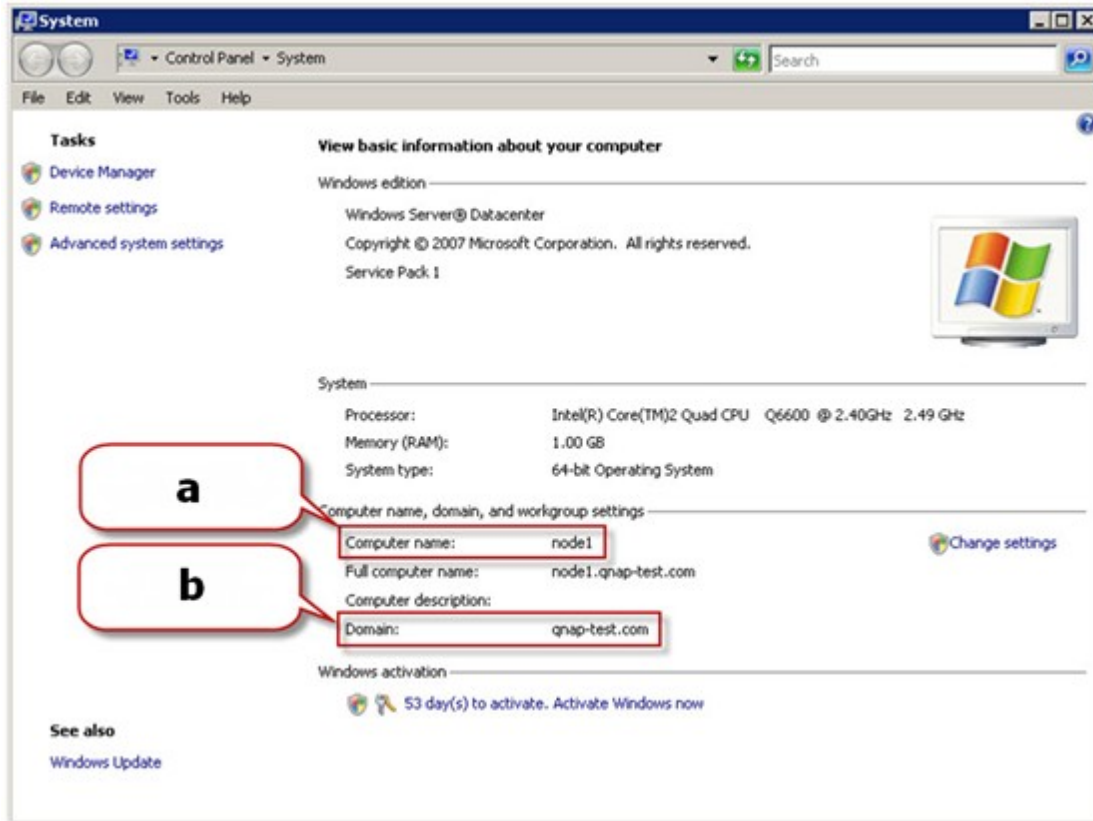 System
Control Panel System
Search
File Edit View Tools Help
Tasks
Device Manager
Remote settings
Advanced system settings
View basic information about your computer
Windows edition
Windows Server® Datacenter
Copyright © 2007 Microsoft Corporation. All rights reserved.
Service Pack 1
System
Processor: Intel(R) Core(TM)2 Quad CPU Q6600 @ 2.40GHz 2.49 GHz
Memory (RAM): 1.00 GB
System type: 64-bit Operating System
a
Computer name, domain, and workgroup settings
Computer name: node1
Change settings
Full computer name: node1.qnap-test.com
b
Computer description:
Domain: qnap-test.com
Windows activation
53 day(s) to activate. Activate Windows now
See also
Windows Update